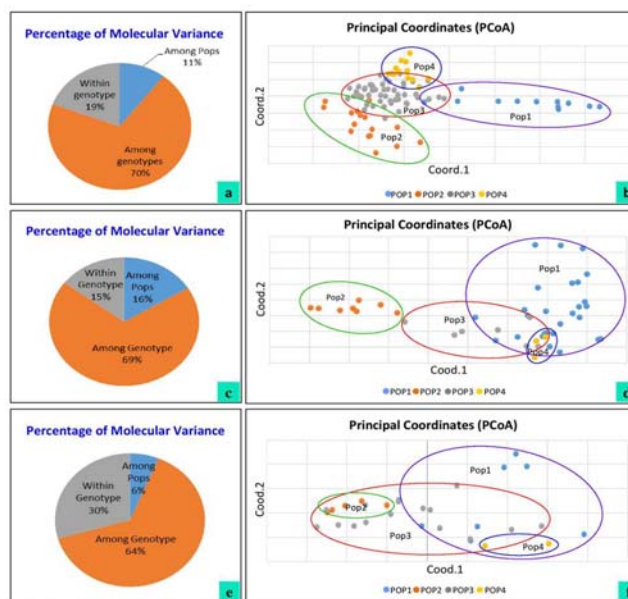 Percentage of Molecular Variance
Among Pops
11%
Within
genotype
19%
Among
genotypes
70%
a
Principal Coordinates (PCoA)
Coord.2
Pop4
Pop3
Pop1
Pop2
Coord.1
POP1 POP2 POP3 POP4
b
Percentage of Molecular Variance
Within
Genotype
15%
Among
Pops
16%
Among Genotype
69%
c
Principal Coordinates (PCoA)
Cood.2
Pop1
Pop2
Pop3
Pop4
Cood.1
POP1 POP2 POP3 POP4
d
Percentage of Molecular Variance
Among
Pops
6%
Within
Genotype
30%
Among Genotype
64%
e
Principal Coordinates (PCoA)
Cood.2
Pop1
Pop2
Pop3
Pop4
Coord.1
POP1 POP2 POP3 POP4
f